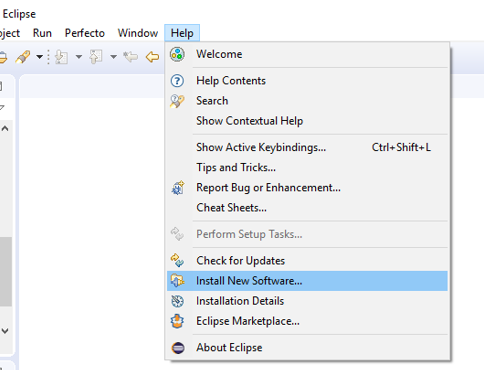 Eclipse
oject Run Perfecto Window Help
Welcome
Help Contents
Search
Show Contextual Help
Show Active Keybindings... Ctrl+Shift+L
Tips and Tricks...
Report Bug or Enhancement...
Cheat Sheets...
Perform Setup Tasks...
Check for Updates
Install New Software...
Installation Details
Eclipse Marketplace...
About Eclipse